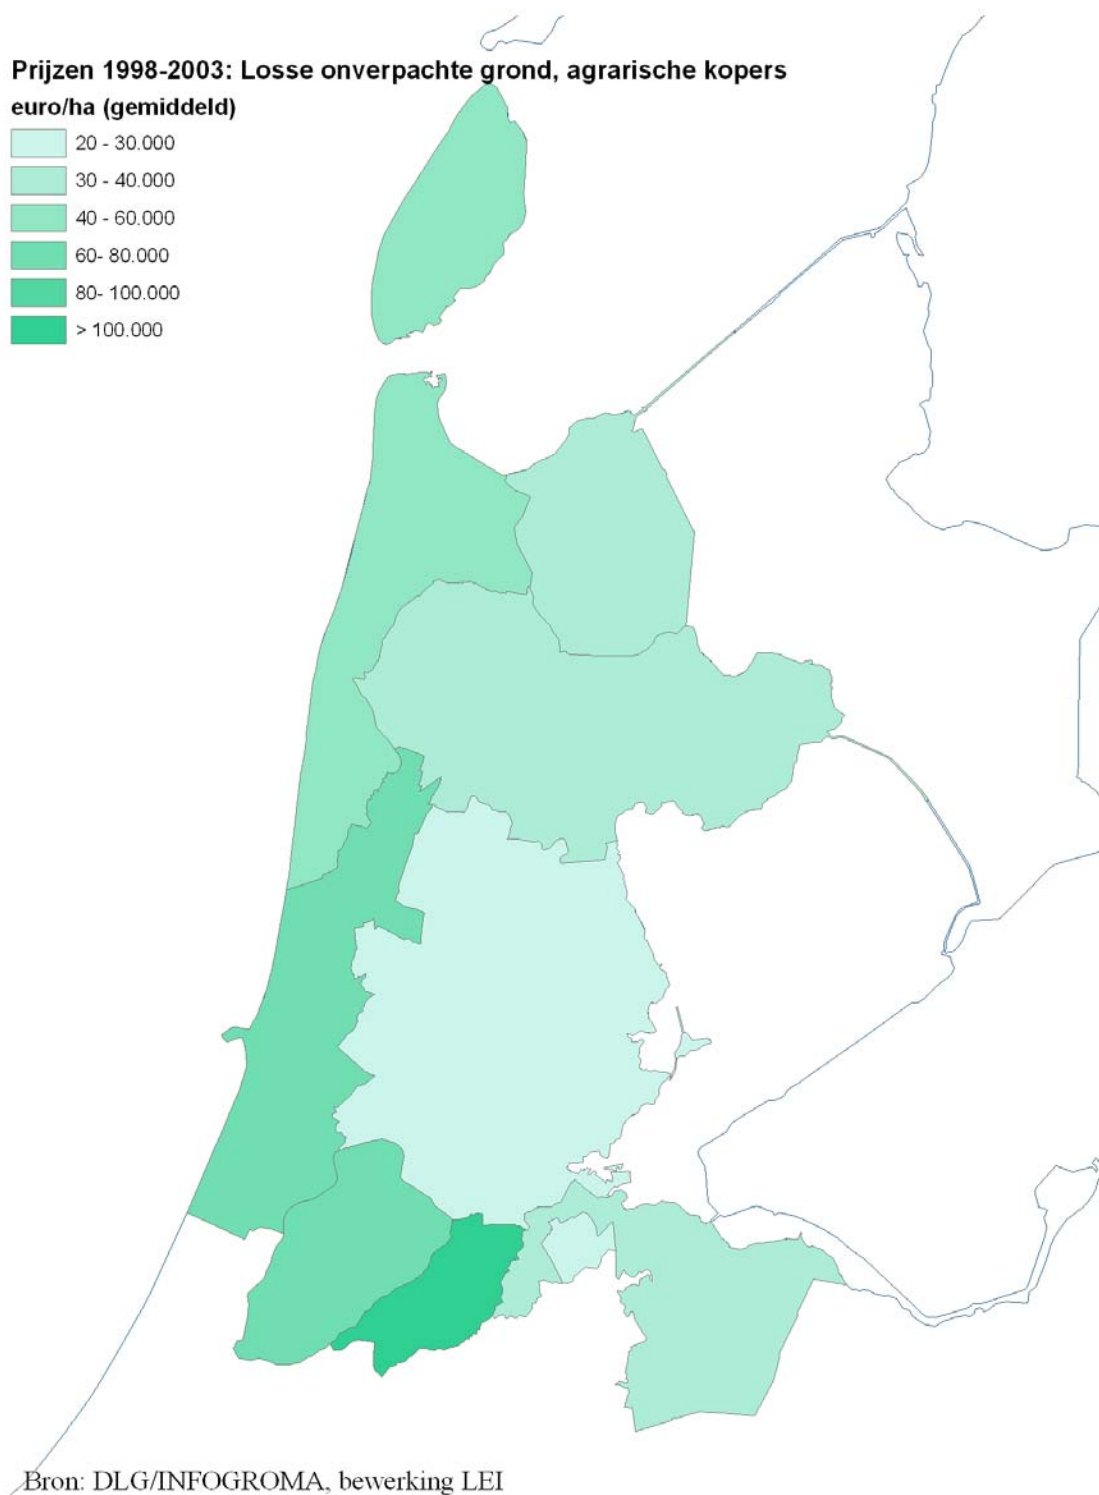 Prijzen 1998-2003: Losse onverpachte grond, agrarische kopers
euro/ha (gemiddeld)
20 - 30.000
30 - 40.000
40 - 60.000
60- 80.000
80- 100.000
> 100.000
Bron: DLG/INFOGROMA, bewerking LEI